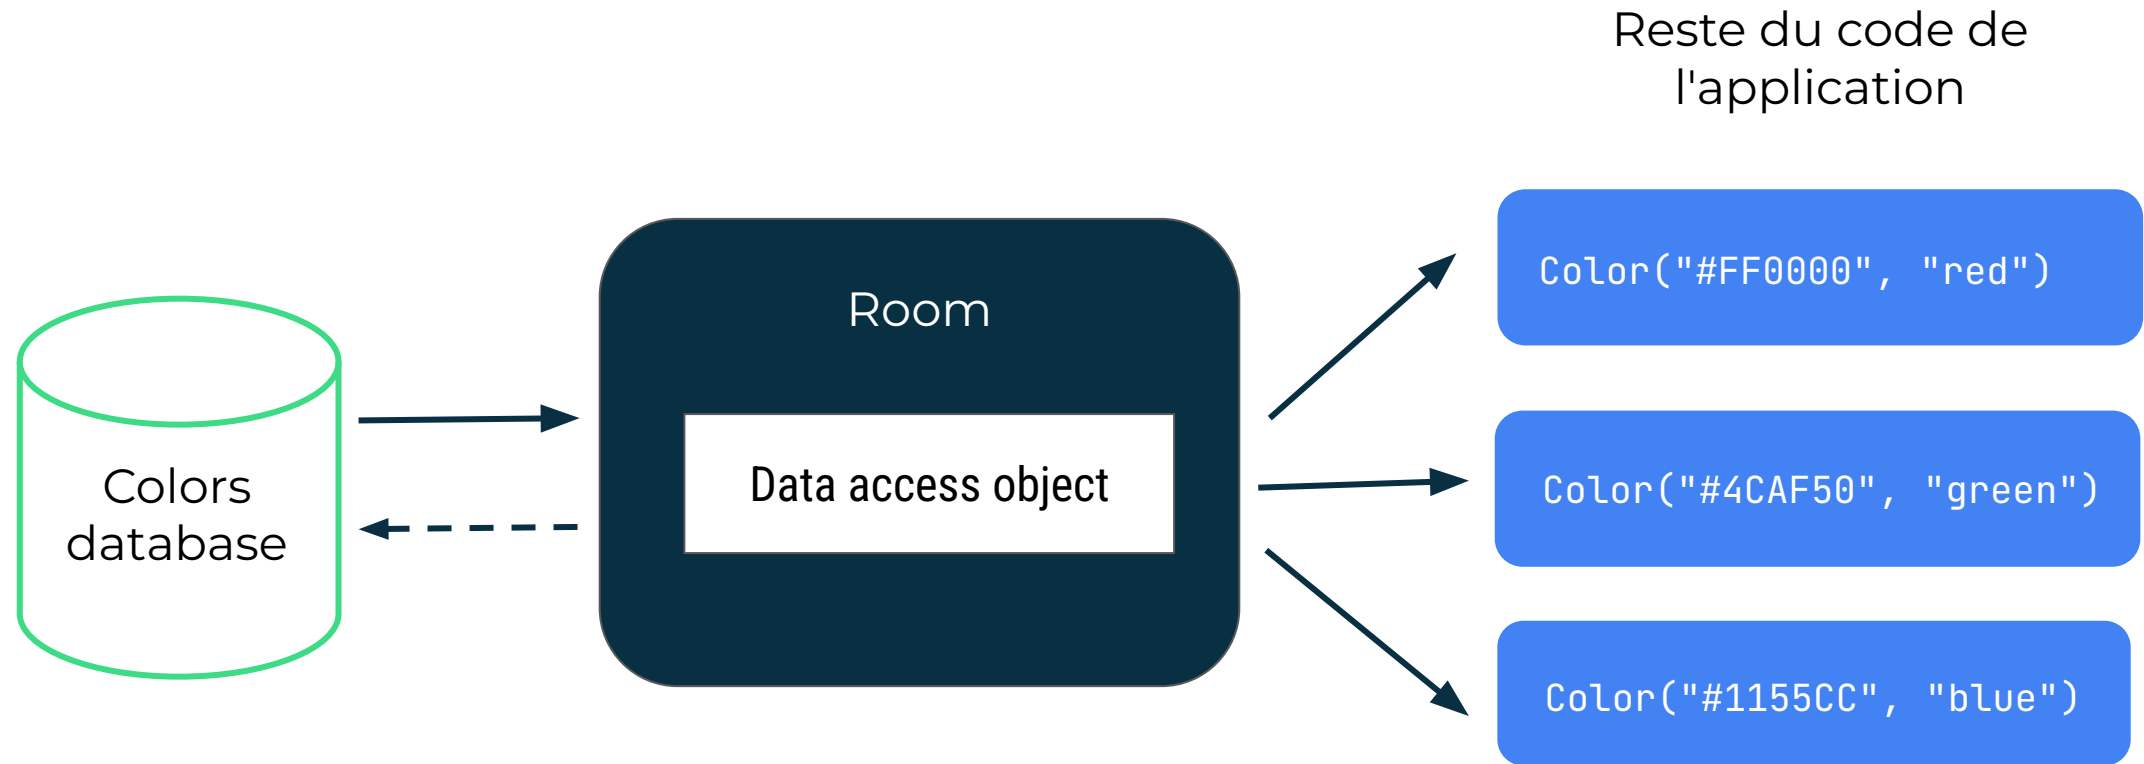 Reste du code de
l'application
Colors
database
Room
Data access object
Color("#FF0000", "red")
Color("#4CAF50", "green")
Color("#1155CC", "blue")